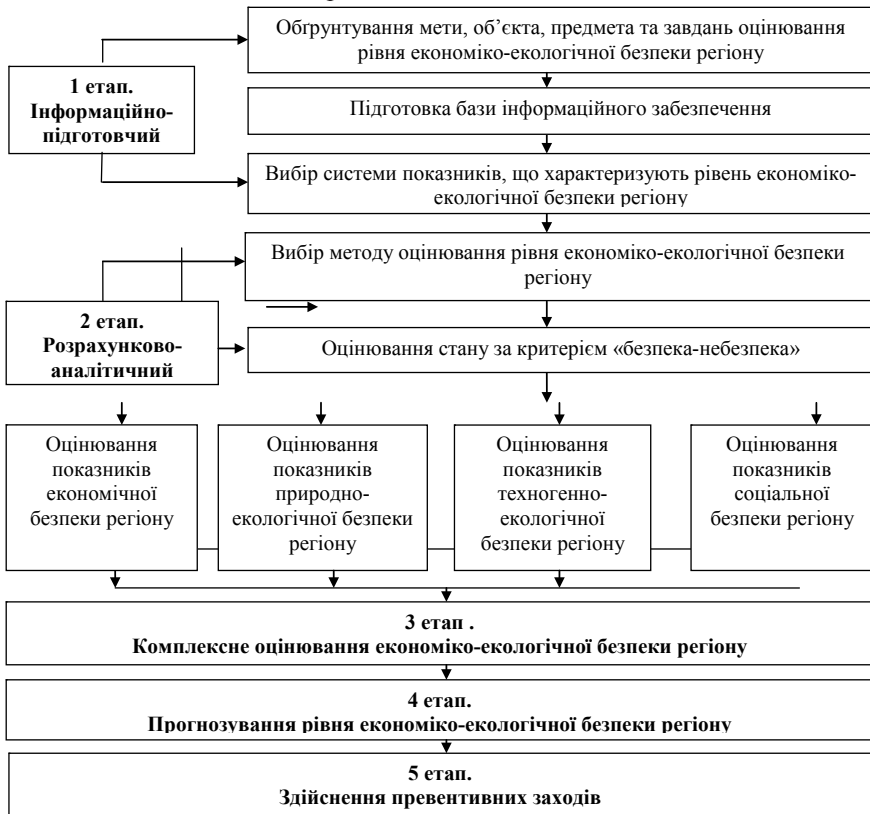 Обґрунтування мети, об’єкта, предмета та завдань оцінювання
рівня економіко-екологічної безпеки регіону
1 етап.
Інформаційно-
підготовчий
Підготовка бази інформаційного забезпечення
Вибір системи показників, що характеризують рівень економіко-
екологічної безпеки регіону
Вибір методу оцінювання рівня економіко-екологічної безпеки
регіону
2 етап.
Розрахунково-
аналітичний
Оцінювання стану за критерієм «безпека-небезпека»
Оцінювання
показників
економічної
безпеки регіону
Оцінювання
показників
природно-
екологічної безпеки
регіону
Оцінювання
показників
техногенно-
екологічної
безпеки регіону
Оцінювання
показників
соціальної
безпеки регіону
3 етап .
Комплексне оцінювання економіко-екологічної безпеки регіону
4 етап.
Прогнозування рівня економіко-екологічної безпеки регіону
5 етап.
Здійснення превентивних заходів